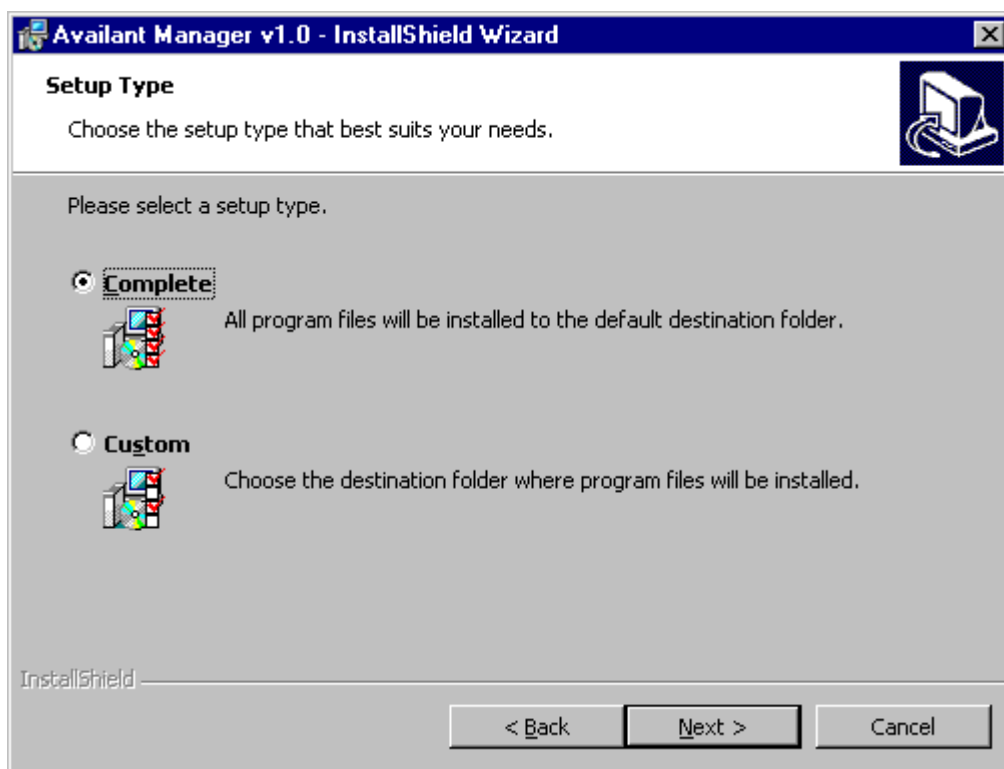 Availant Manager v1.0 - InstallShield Wizard
Setup Type
Choose the setup type that best suits your needs.
Please select a setup type.
Complete
All program files will be installed to the default destination folder.
Custom
Choose the destination folder where program files will be installed.
InstallShield
< Back
Next >
Cancel